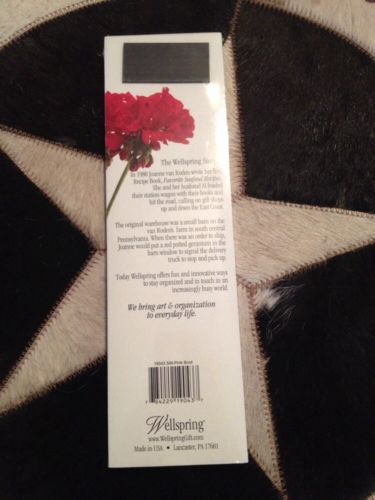 The Wellspring Story
In 1980 Joanne van Roden wrote her first
Recipe Book, Favorite Seafood Recipes.
She and her husband Al loaded
their station wagon with their books and
hit the road, calling on gift shops
up and down the East Coast.
The original warehouse was a small barn on the
van Roden's Farm in south central
Pennsylvania. When there was an order to ship,
Joanne would put a red potted geranium in the
barn window to signal the delivery
truck to stop and pick up.
Today Wellspring offers fun and innovative ways
to stay organized and in touch in an
increasingly busy world.
We bring art & organization
to everyday life.
Wellspring
www.WellspringGift.com
Made in USA • Lancaster, PA 17601